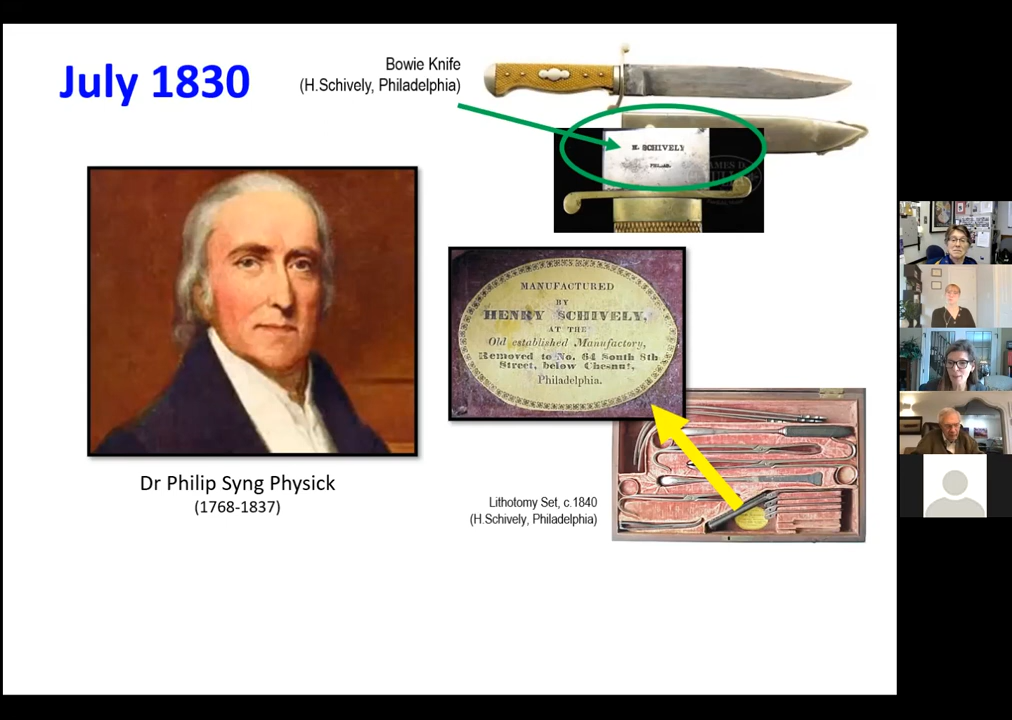 July 1830
Bowie Knife
(H.Schively, Philadelphia)
H. SCHIVELY
PHILAD.
MANUFACTURED
BY
HENRY SCHIVELY,
AT THE
Old established Manufactory,
Removed to No. 64 South 8th
Street, below Chesnut,
Philadelphia.
Dr Philip Syng Physick
(1768-1837)
Lithotomy Set, c.1840
(H.Schively, Philadelphia)